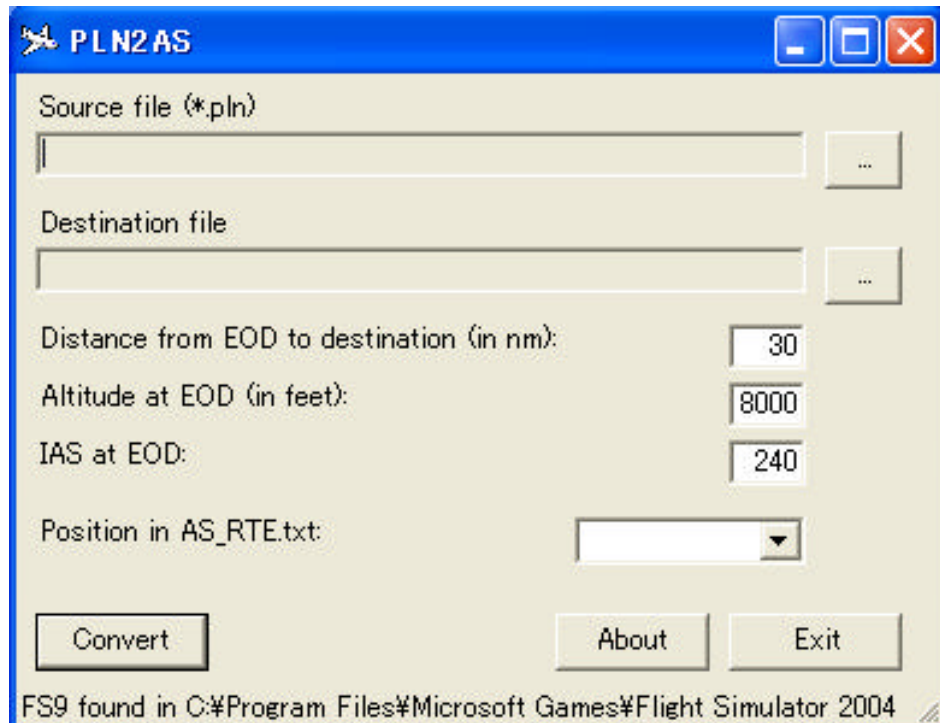 PLN2AS
Source file (*.pln)
...
Destination file
...
Distance from EOD to destination (in nm): 30
Altitude at EOD (in feet): 8000
IAS at EOD: 240
Position in AS_RTE.txt:
Convert About Exit
FS9 found in C:¥Program Files¥Microsoft Games¥Flight Simulator 2004